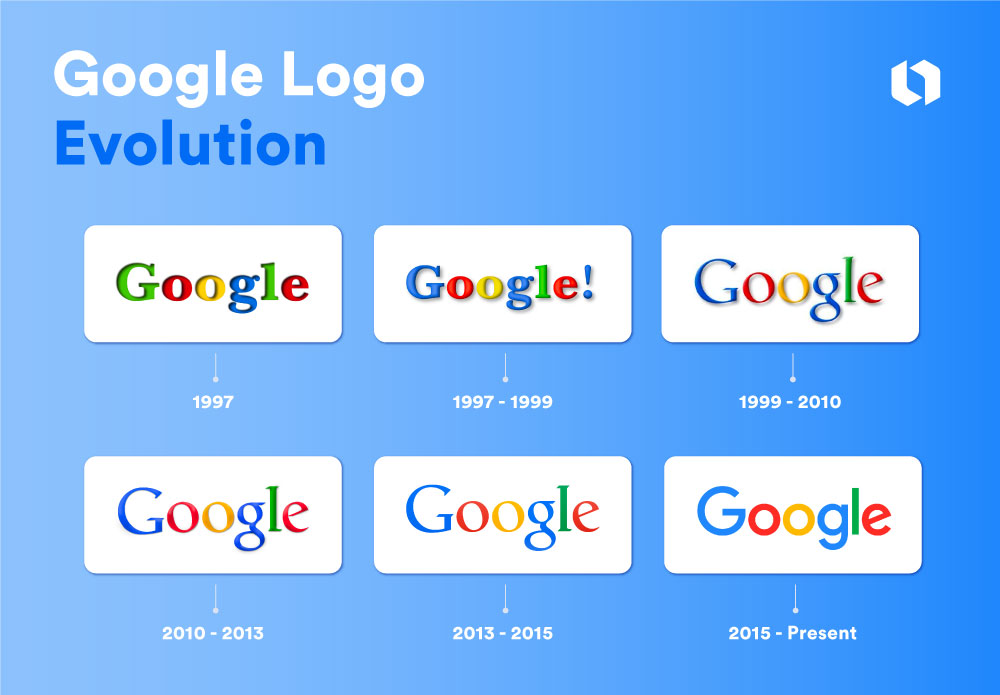 Google Logo
Evolution
Google
Google!
Google
1997
1997 - 1999
1999 - 2010
Google
Google
Google
2010 - 2013
2013 - 2015
2015 - Present